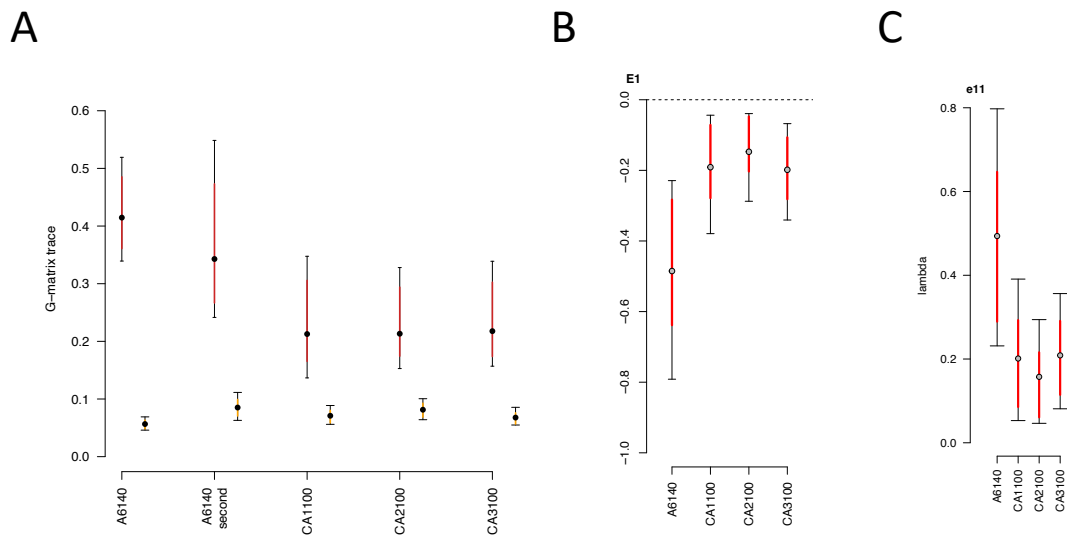 A
B
C
G−matrix trace
0.6
0.5
0.4
0.3
0.2
0.1
0.0
A6140
A6140
second
CA1100
CA2100
CA3100
E1
0.0
−0.2
−0.4
−0.6
−0.8
−1.0
A6140
CA1100
CA2100
CA3100
e11
lambda
0.8
0.6
0.4
0.2
0.0
A6140
CA1100
CA2100
CA3100